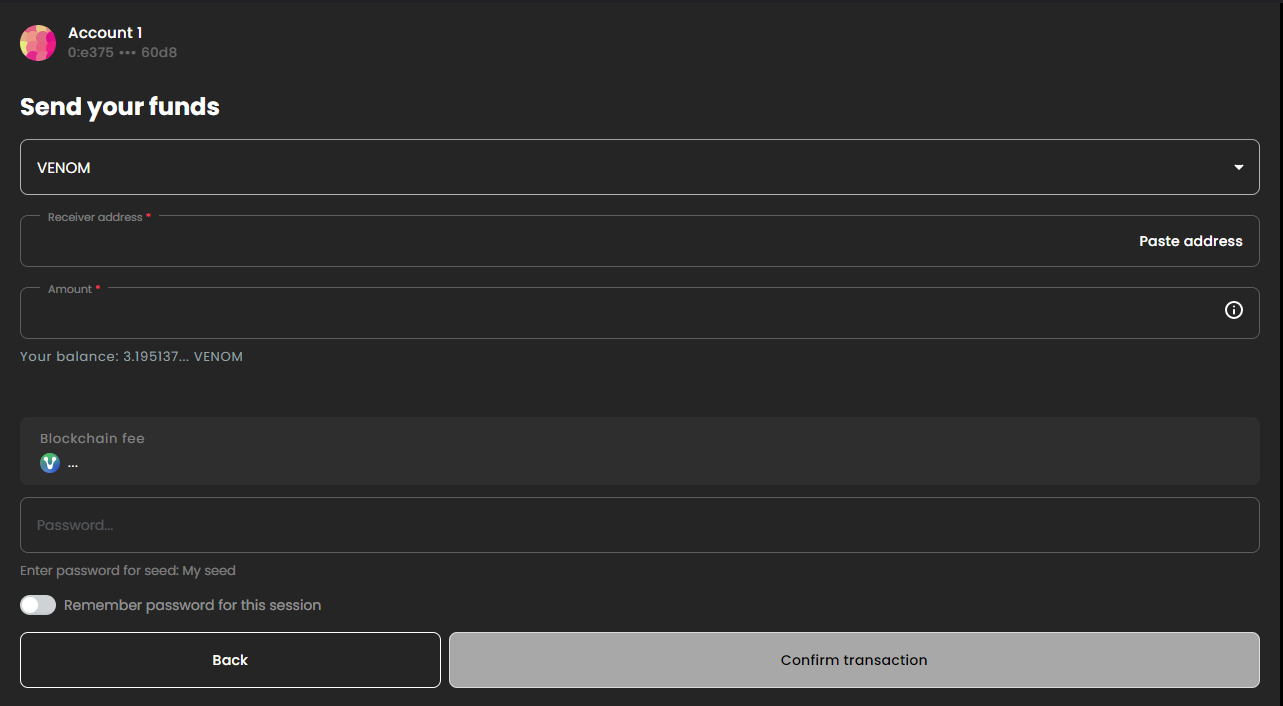 Account 1
0:e375 ••• 60d8
Send your funds
VENOM
Receiver address *
Paste address
Amount *
Your balance: 3.195137... VENOM
Blockchain fee
...
Password...
Enter password for seed: My seed
Remember password for this session
Back
Confirm transaction